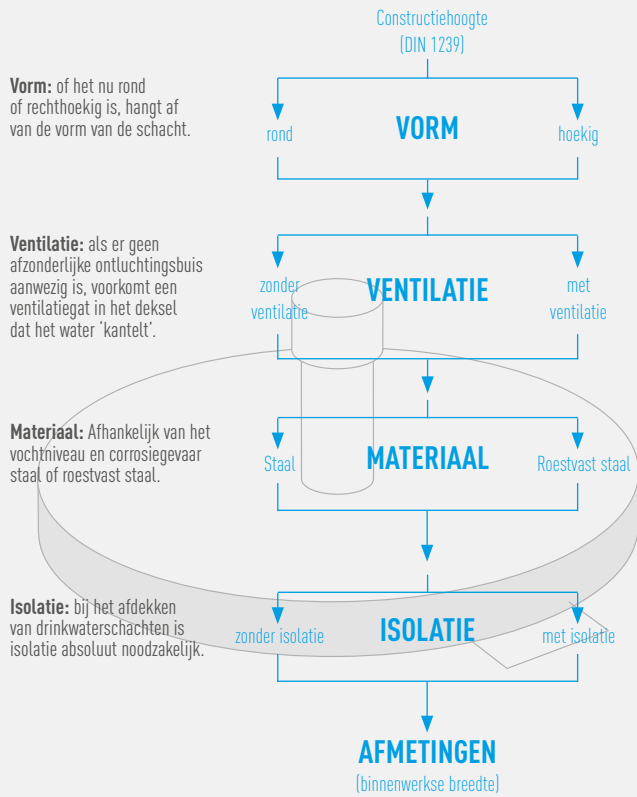 Constructiehoogte
(DIN 1239)
Vorm: of het nu rond
of rechthoekig is, hangt af
van de vorm van de schacht.
rond
VORM
hoekig
Ventilatie: als er geen
afzonderlijke ontluchtingsbuis
aanwezig is, voorkomt een
ventilatiegat in het deksel
dat het water ‘kantelt’.
zonder
ventilatie
VENTILATIE
met
ventilatie
Materiaal: Afhankelijk van het
vochtniveau en corrosiegevaar
staal of roestvast staal.
Staal
MATERIAAL
Roestvast staal
Isolatie: bij het afdekken
van drinkwaterschachten is
isolatie absoluut noodzakelijk.
zonder isolatie
ISOLATIE
met isolatie
AFMETINGEN
(binnenwerkse breedte)